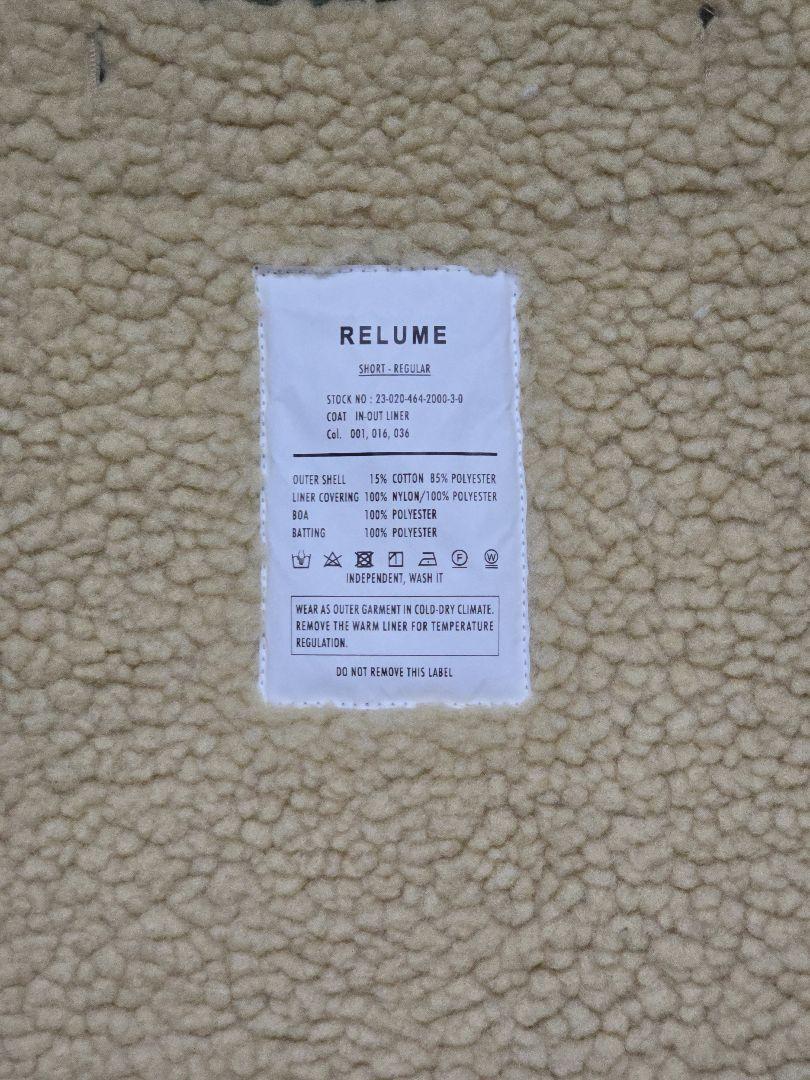 RELUME
SHORT - REGULAR
STOCK NO : 23-020-464-2000-3-0
COAT IN-OUT LINER
Col. 001, 016, 036
OUTER SHELL 15% COTTON 85% POLYESTER
LINER COVERING 100% NYLON/100% POLYESTER
BOA 100% POLYESTER
BATTING 100% POLYESTER
F W
INDEPENDENT, WASH IT
WEAR AS OUTER GARMENT IN COLD-DRY CLIMATE.
REMOVE THE WARM LINER FOR TEMPERATURE
REGULATION.
DO NOT REMOVE THIS LABEL